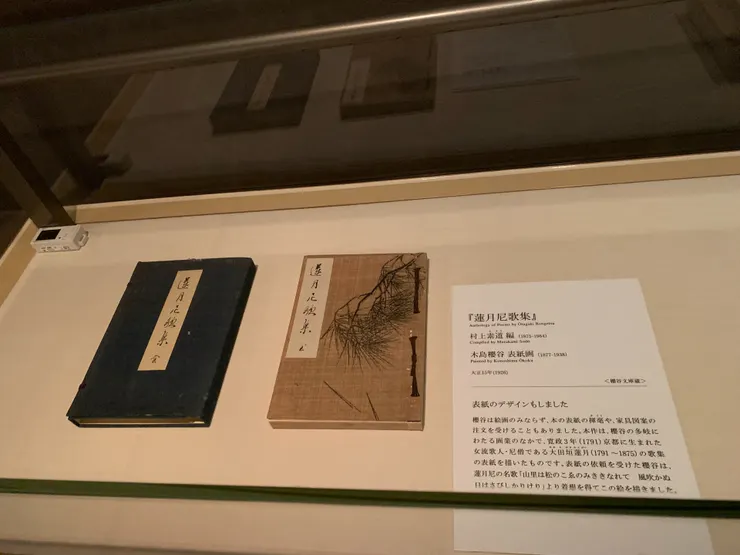 蓮月尼歌集 全
蓮月尼歌集
『蓮月尼歌集』
Anthology of Poems by Otagaki Rengetsu
村上素道 編 (1875-1964)
Compiled by Murakami Sodo
木島櫻谷 表紙画 (1877-1938)
Painted by Konoshima Okoku
大正15年(1926)
<櫻谷文庫蔵>
表紙のデザインもしました
櫻谷は絵画のみならず、本の表紙の揮毫や、家具図案の
注文を受けることもありました。本作は、櫻谷の多岐に
わたる画業のなかで、寛政3年(1791)京都に生まれた
女流歌人・尼僧である大田垣蓮月(1791〜1875)の歌集
の表紙を描いたものです。表紙の依頼を受けた櫻谷は、
蓮月尼の名歌「山里は松のこゑのみききなれて 風吹かぬ
日はさびしかりけり」より着想を得てこの絵を描きました。